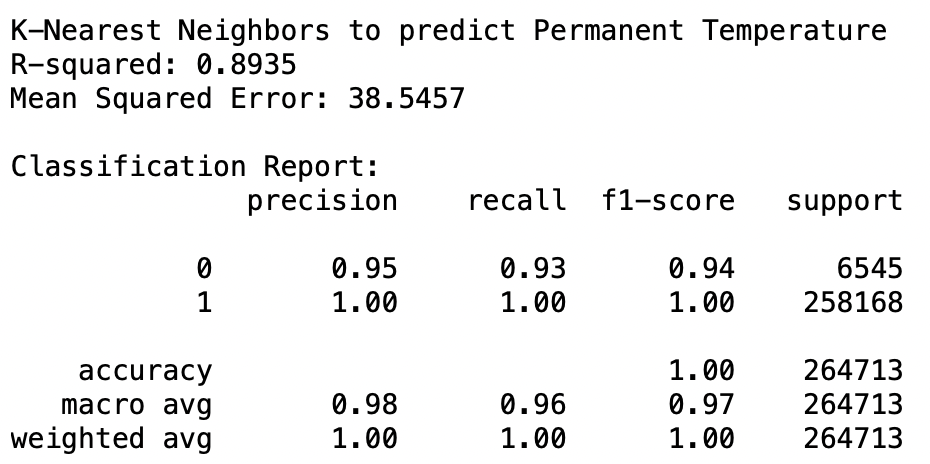 K-Nearest Neighbors to predict Permanent Temperature
R-squared: 0.8935
Mean Squared Error: 38.5457
Classification Report:
precision recall f1-score support
0 0.95 0.93 0.94 6545
1 1.00 1.00 1.00 258168
accuracy 1.00 264713
macro avg 0.98 0.96 0.97 264713
weighted avg 1.00 1.00 1.00 264713